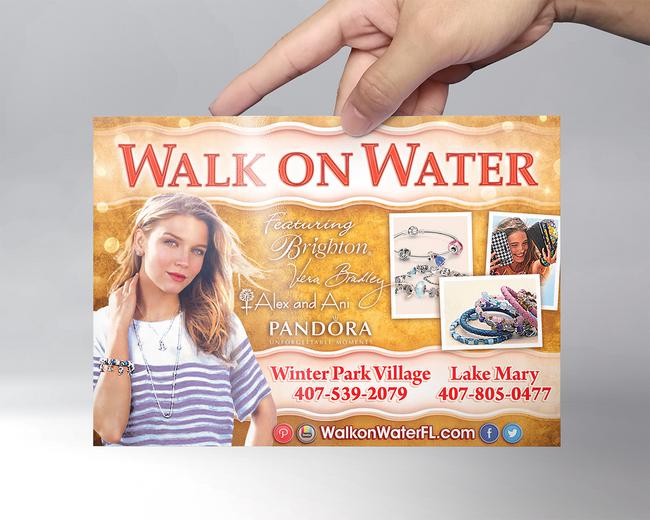 WALK ON WATER
Featuring
Brighton
Vera Bradley
Alex and Ani
PANDORA
UNFORGETTABLE MOMENTS
Winter Park Village
407-539-2079
Lake Mary
407-805-0477
WalkonWaterFL.com